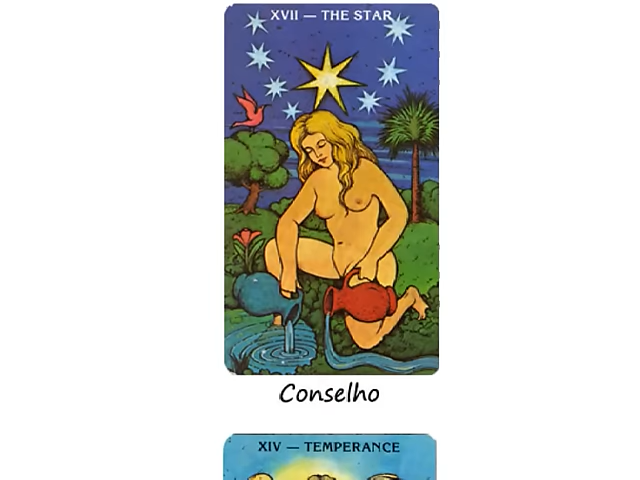 XVII — THE STAR
Conselho
XIV — TEMPERANCE